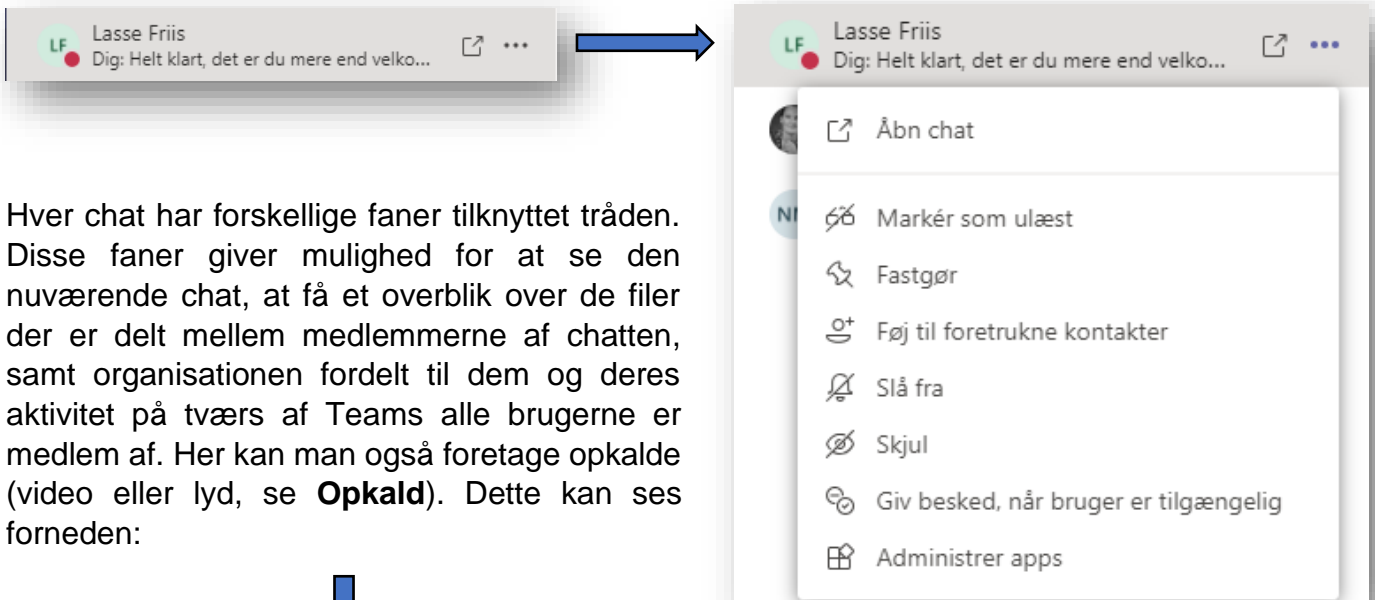 LF Lasse Friis
Dig: Helt klart, det er du mere end velko...
Hver chat har forskellige faner tilknyttet tråden.
Disse faner giver mulighed for at se den
nuværende chat, at få et overblik over de filer
der er delt mellem medlemmerne af chatten,
samt organisationen fordelt til dem og deres
aktivitet på tværs af Teams alle brugerne er
medlem af. Her kan man også foretage opkalde
(video eller lyd, se Opkald). Dette kan ses
forneden:
LF Lasse Friis
Dig: Helt klart, det er du mere end velko...
Åbn chat
NI Markér som ulæst
Fastgør
Føj til foretrukne kontakter
Slå fra
Skjul
Giv besked, når bruger er tilgængelig
Administrer apps